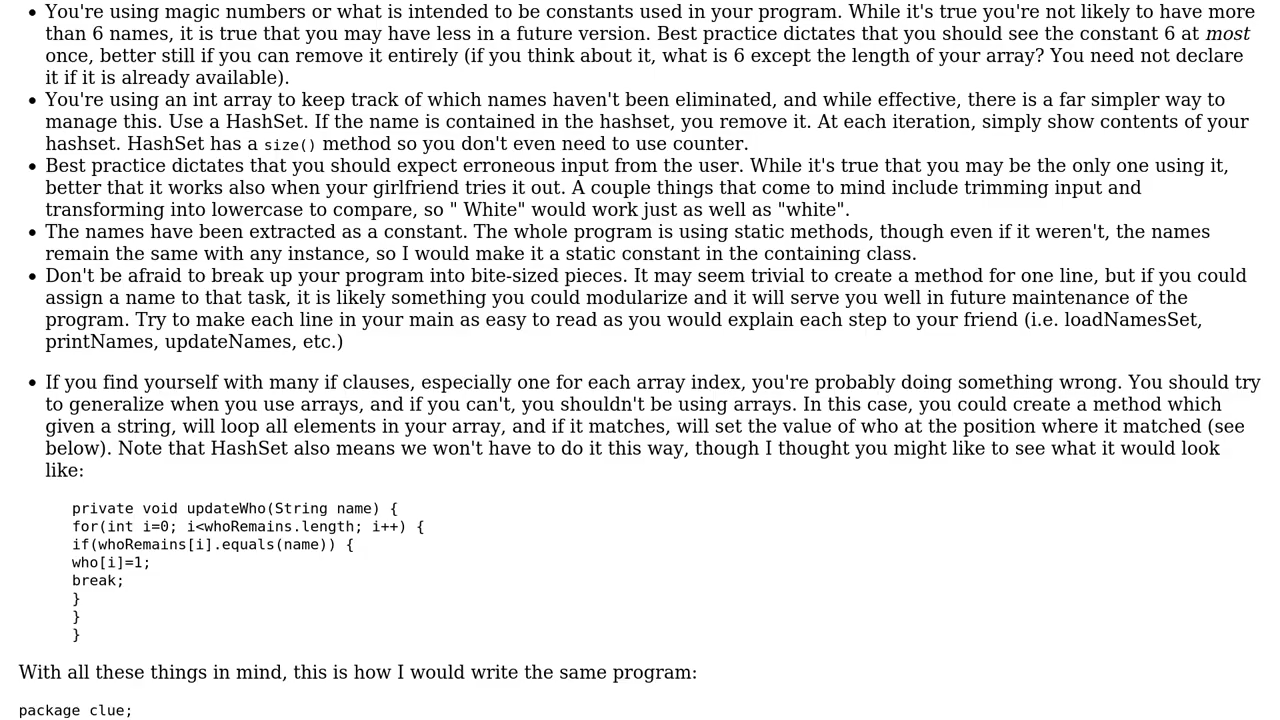 • You're using magic numbers or what is intended to be constants used in your program. While it's true you're not likely to have more
than 6 names, it is true that you may have less in a future version. Best practice dictates that you should see the constant 6 at most
once, better still if you can remove it entirely (if you think about it, what is 6 except the length of your array? You need not declare
it if it is already available).
• You're using an int array to keep track of which names haven't been eliminated, and while effective, there is a far simpler way to
manage this. Use a HashSet. If the name is contained in the hashset, you remove it. At each iteration, simply show contents of your
hashset. HashSet has a size() method so you don't even need to use counter.
• Best practice dictates that you should expect erroneous input from the user. While it's true that you may be the only one using it,
better that it works also when your girlfriend tries it out. A couple things that come to mind include trimming input and
transforming into lowercase to compare, so " White" would work just as well as "white".
• The names have been extracted as a constant. The whole program is using static methods, though even if it weren't, the names
remain the same with any instance, so I would make it a static constant in the containing class.
• Don't be afraid to break up your program into bite-sized pieces. It may seem trivial to create a method for one line, but if you could
assign a name to that task, it is likely something you could modularize and it will serve you well in future maintenance of the
program. Try to make each line in your main as easy to read as you would explain each step to your friend (i.e. loadNamesSet,
printNames, updateNames, etc.)
• If you find yourself with many if clauses, especially one for each array index, you're probably doing something wrong. You should try
to generalize when you use arrays, and if you can't, you shouldn't be using arrays. In this case, you could create a method which
given a string, will loop all elements in your array, and if it matches, will set the value of who at the position where it matched (see
below). Note that HashSet also means we won't have to do it this way, though I thought you might like to see what it would look
like:
private void updateWho(String name) {
for(int i=0; i<whoRemains.length; i++) {
if(whoRemains[i].equals(name)) {
who[i]=1;
break;
}
}
}
With all these things in mind, this is how I would write the same program:
package clue;